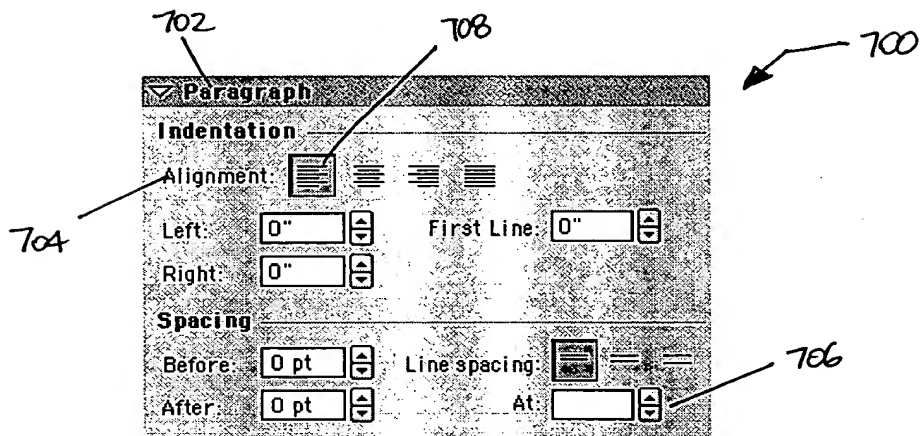 702
708
700
Paragraph
Indentation
Alignment:
704
Left: 0" First Line: 0"
Right: 0"
Spacing
Before: 0 pt Line spacing:
706
After: 0 pt At: